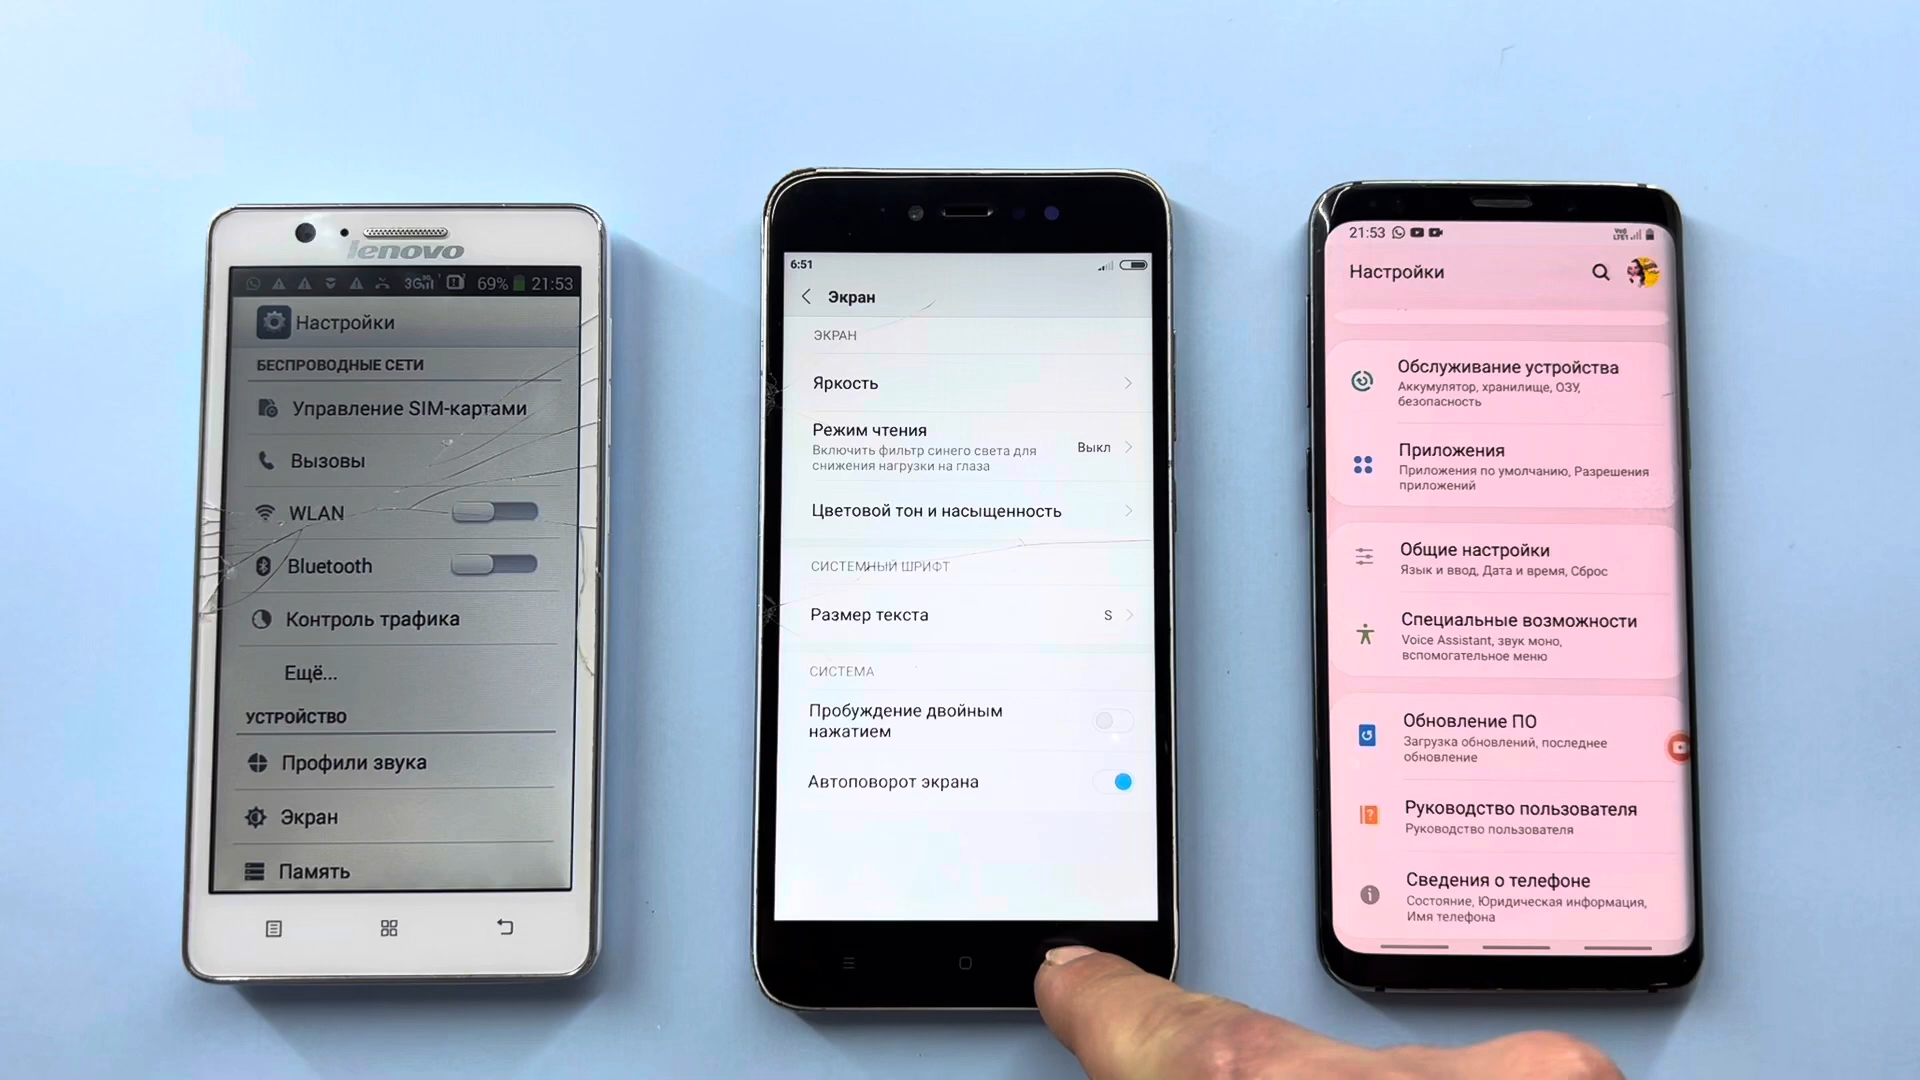 lenovo
3G
69%
21:53
Настройки
БЕСПРОВОДНЫЕ СЕТИ
Управление SIM-картами
Вызовы
WLAN
Bluetooth
Контроль трафика
Ещё...
УСТРОЙСТВО
Профили звука
Экран
Память
6:51
Экран
ЭКРАН
Яркость
Режим чтения
Включить фильтр синего света для
снижения нагрузки на глаза
Выкл
Цветовой тон и насыщенность
СИСТЕМНЫЙ ШРИФТ
Размер текста
S
СИСТЕМА
Пробуждение двойным
нажатием
Автоповорот экрана
21:53
Настройки
Обслуживание устройства
Аккумулятор, хранилище, ОЗУ,
безопасность
Приложения
Приложения по умолчанию, Разрешения
приложений
Общие настройки
Язык и ввод, Дата и время, Сброс
Специальные возможности
Voice Assistant, звук моно,
вспомогательное меню
Обновление ПО
Загрузка обновлений, последнее
обновление
Руководство пользователя
Руководство пользователя
Сведения о телефоне
Состояние, Юридическая информация,
Имя телефона